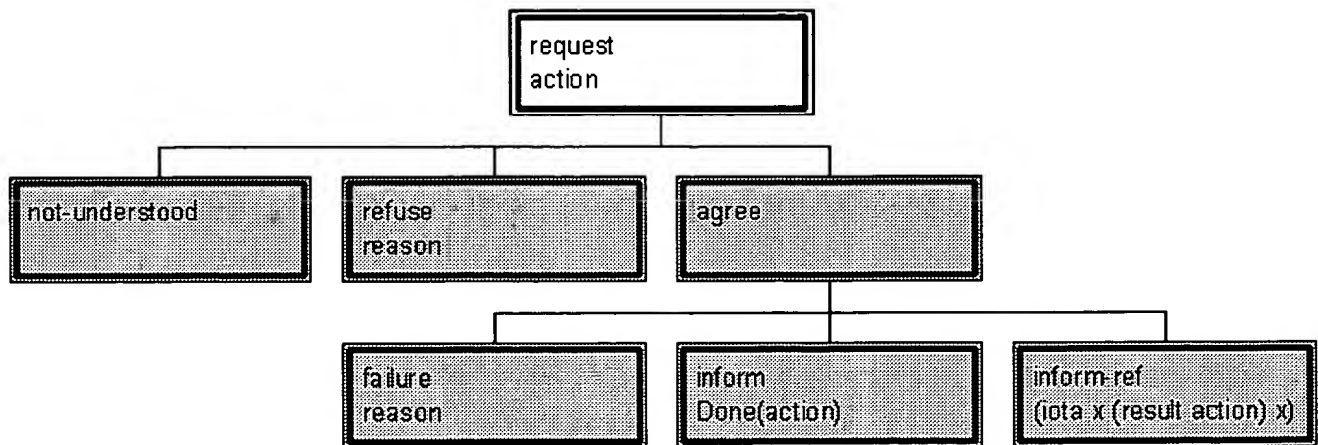 request
action
not-understood
refuse
reason
agree
failure
reason
inform
Done(action)
inform-ref
(iota x (result action) x)